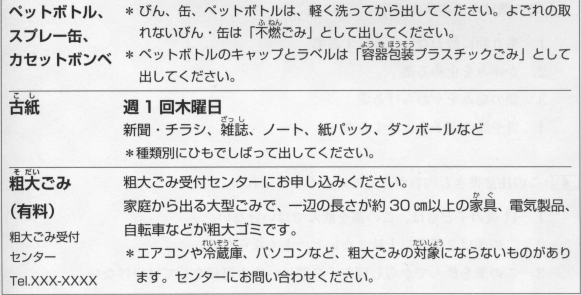 ペットボトル、
スプレー缶、
カセットボンベ
＊びん、缶、ペットボトルは、軽く洗ってから出してください。よごれの取
れないびん・缶は「不燃ごみ」として出してください。
＊ペットボトルのキャップとラベルは「容器包装プラスチックごみ」として
出してください。
古紙
週1回木曜日
新聞・チラシ、雑誌、ノート、紙パック、ダンボールなど
＊種類別にひもでしばって出してください。
粗大ごみ
（有料）
粗大ごみ受付
センター
Tel.XXX-XXXX
粗大ごみ受付センターにお申し込みください。
家庭から出る大型ごみで、一辺の長さが約30㎝以上の家具、電気製品、
自転車などが粗大ゴミです。
＊エアコンや冷蔵庫、パソコンなど、粗大ごみの対象にならないものがあり
ます。センターにお問い合わせください。